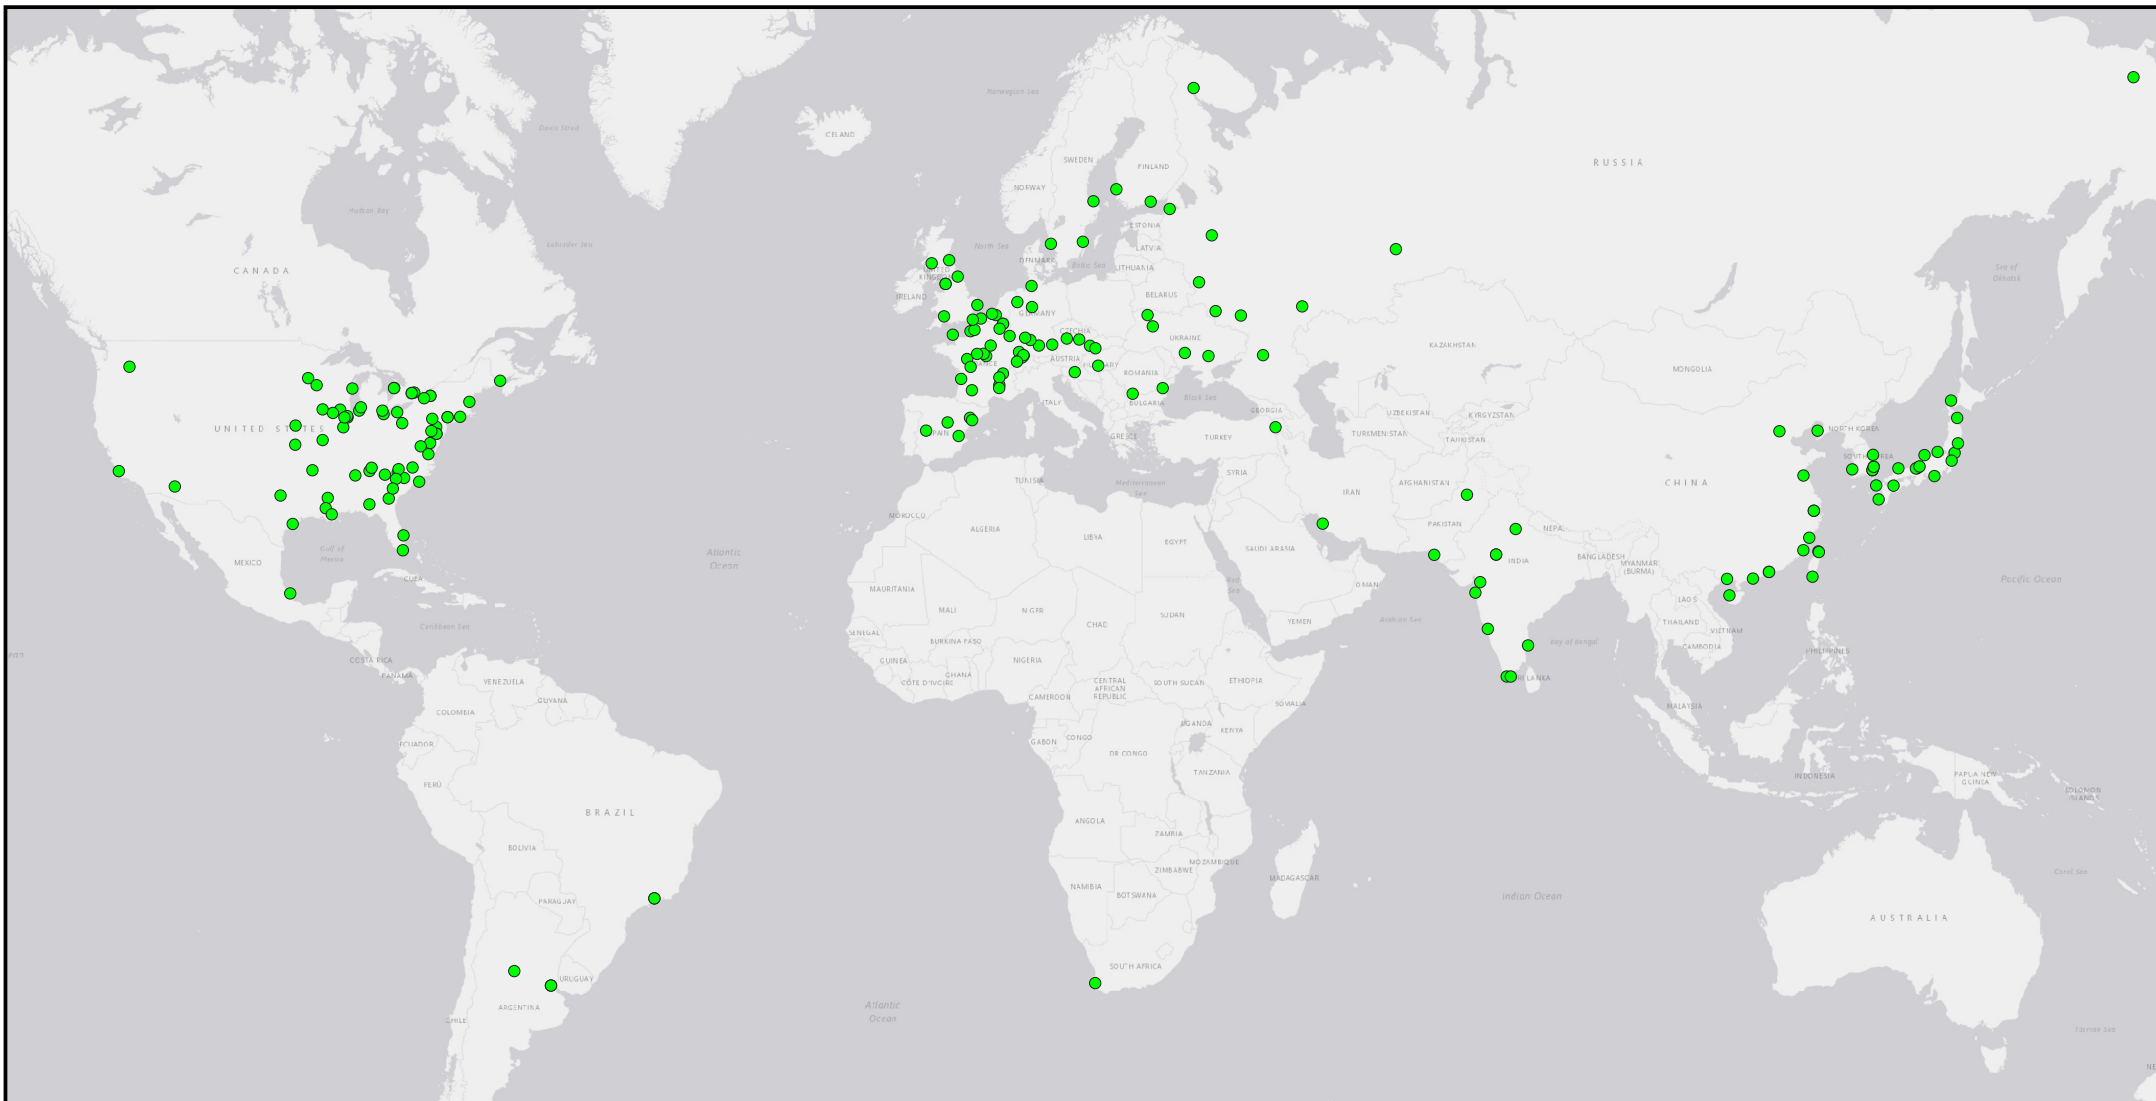 Norwegian Sea
Davis Strait
ICELAND
SWEDEN
FINLAND
RUSSIA
NORWAY
Hudson Bay
ESTONIA
Labrador Sea
North Sea
LATVIA
DENMARK
Baltic Sea
LITHUANIA
CANADA
UNITED
KINGDOM
Sea of
Okhotsk
IRELAND
BELARUS
GERMANY
CZECHIA
UKRAINE
KAZAKHSTAN
AUSTRIA
MONGOLIA
ROMANIA
Black Sea
ITALY
BULGARIA
GEORGIA
UZBEKISTAN
KYRGYZSTAN
UNITED STATES
SPAIN
GREECE
TURKEY
TURKMENISTAN
TAJIKISTAN
NORTH KOREA
SOUTH KOREA
SYRIA
TUNISIA
Mediterranean
Sea
AFGHANISTAN
CHINA
IRAN
MOROCCO
PAKISTAN
NEPAL
ALGERIA
LIBYA
EGYPT
SAUDI ARABIA
Gulf of
Mexico
Atlantic
Ocean
MEXICO
INDIA
BANGLADESH
MYANMAR
(BURMA)
CUBA
Red
Sea
OMAN
Pacific Ocean
MAURITANIA
MALI
NIGER
CHAD
SUDAN
LAOS
YEMEN
Arabian Sea
THAILAND
Caribbean Sea
SENEGAL
BURKINA FASO
VIETNAM
Bay of Bengal
CAMBODIA
PHILIPPINES
COSTA RICA
GUINEA
NIGERIA
PANAMA
VENEZUELA
GHANA
CÔTE D'IVOIRE
CENTRAL
AFRICAN
REPUBLIC
SOUTH SUDAN
ETHIOPIA
SRI LANKA
GUYANA
CAMEROON
SOMALIA
MALAYSIA
COLOMBIA
UGANDA
KENYA
ECUADOR
GABON
CONGO
DR CONGO
TANZANIA
INDONESIA
PAPUA NEW
GUINEA
PERÚ
SOLOMON
ISLANDS
BRAZIL
ANGOLA
ZAMBIA
BOLIVIA
MOZAMBIQUE
ZIMBABWE
Coral Sea
MADAGASCAR
NAMIBIA
BOTSWANA
Indian Ocean
PARAGUAY
AUSTRALIA
SOUTH AFRICA
URUGUAY
Atlantic
Ocean
ARGENTINA
CHILE
Tasman Sea